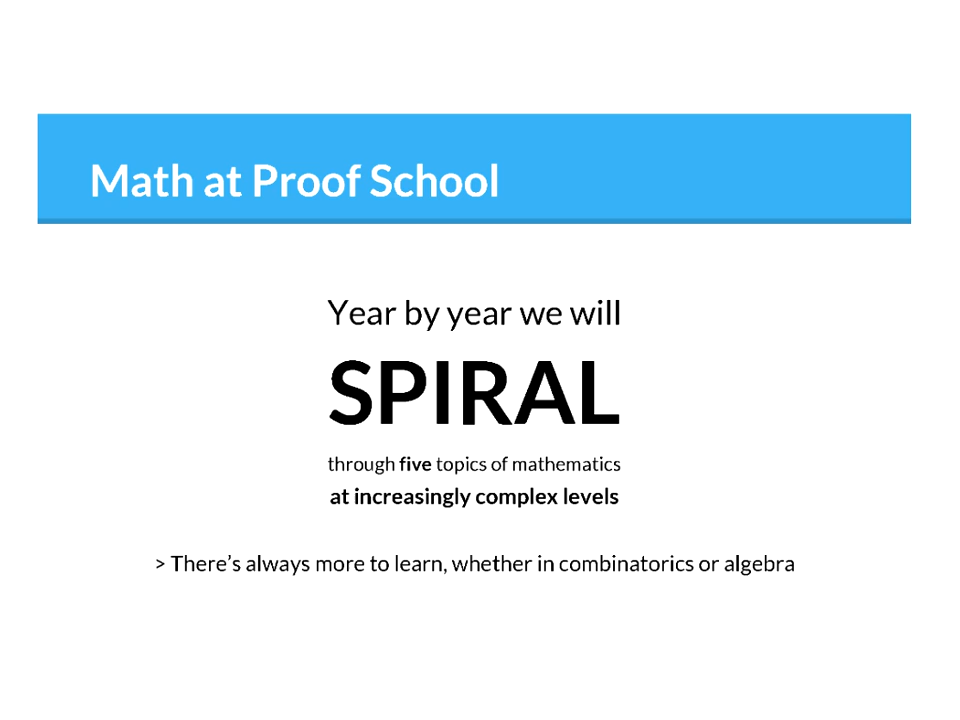 Math at Proof School
Year by year we will
SPIRAL
through five topics of mathematics
at increasingly complex levels
> There’s always more to learn, whether in combinatorics or algebra